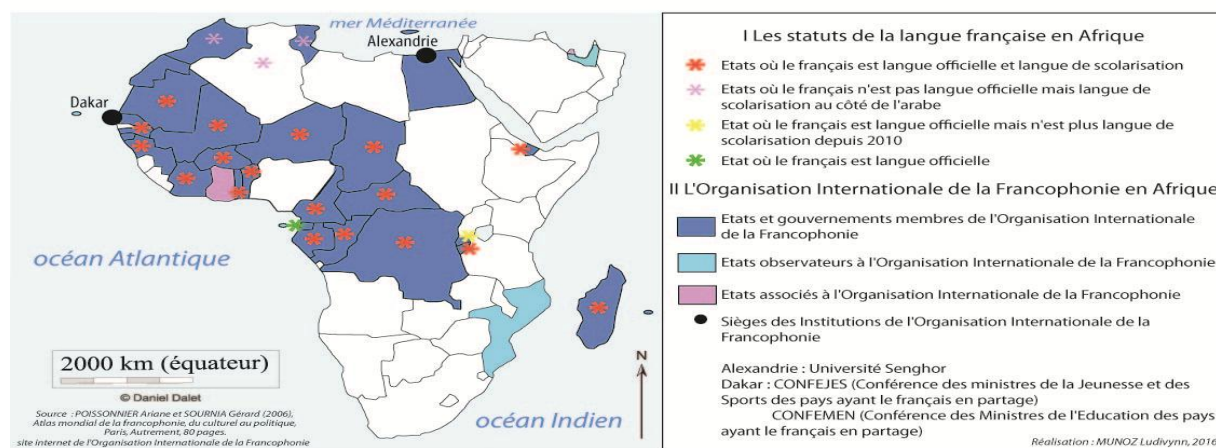 mer Méditerranée
Alexandrie
Dakar
océan Atlantique
océan Indien
2000 km (équateur)
© Daniel Dalet
N
Source : POISSONNIER Ariane et SOURNIA Gérard (2006),
Atlas mondial de la francophonie, du culturel au politique,
Paris, Autrement, 80 pages.
site internet de l'Organisation Internationale de la Francophonie
I Les statuts de la langue française en Afrique
Etats où le français est langue officielle et langue de scolarisation
Etats où le français n'est pas langue officielle mais langue de
scolarisation au côté de l'arabe
Etat où le français est langue officielle mais n'est plus langue de
scolarisation depuis 2010
Etat où le français est langue officielle
II L'Organisation Internationale de la Francophonie en Afrique
Etats et gouvernements membres de l'Organisation Internationale
de la Francophonie
Etats observateurs à l'Organisation Internationale de la Francophonie
Etats associés à l'Organisation Internationale de la Francophonie
Sièges des Institutions de l'Organisation Internationale de la
Francophonie
Alexandrie : Université Senghor
Dakar : CONFEJES (Conférence des ministres de la Jeunesse et des
Sports des pays ayant le français en partage)
CONFEMEN (Conférence des Ministres de l'Education des pays
ayant le français en partage)
Réalisation : MUNOZ Ludivynn, 2016